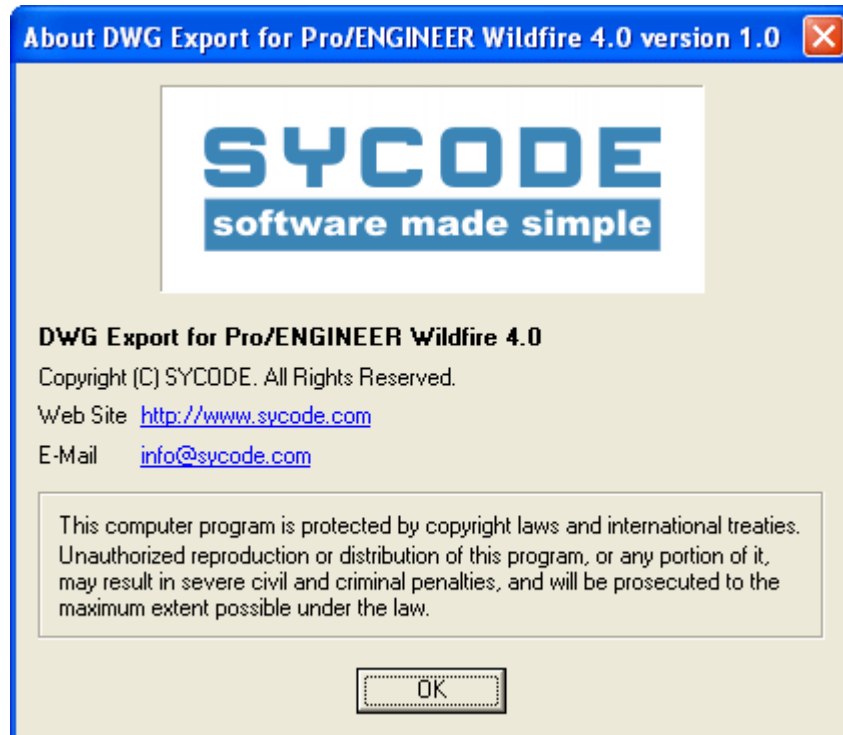 About DWG Export for Pro/ENGINEER Wildfire 4.0 version 1.0
SYCODE
software made simple
DWG Export for Pro/ENGINEER Wildfire 4.0
Copyright (C) SYCODE. All Rights Reserved.
Web Site http://www.sycode.com
E-Mail info@sycode.com
This computer program is protected by copyright laws and international treaties.
Unauthorized reproduction or distribution of this program, or any portion of it,
may result in severe civil and criminal penalties, and will be prosecuted to the
maximum extent possible under the law.
OK